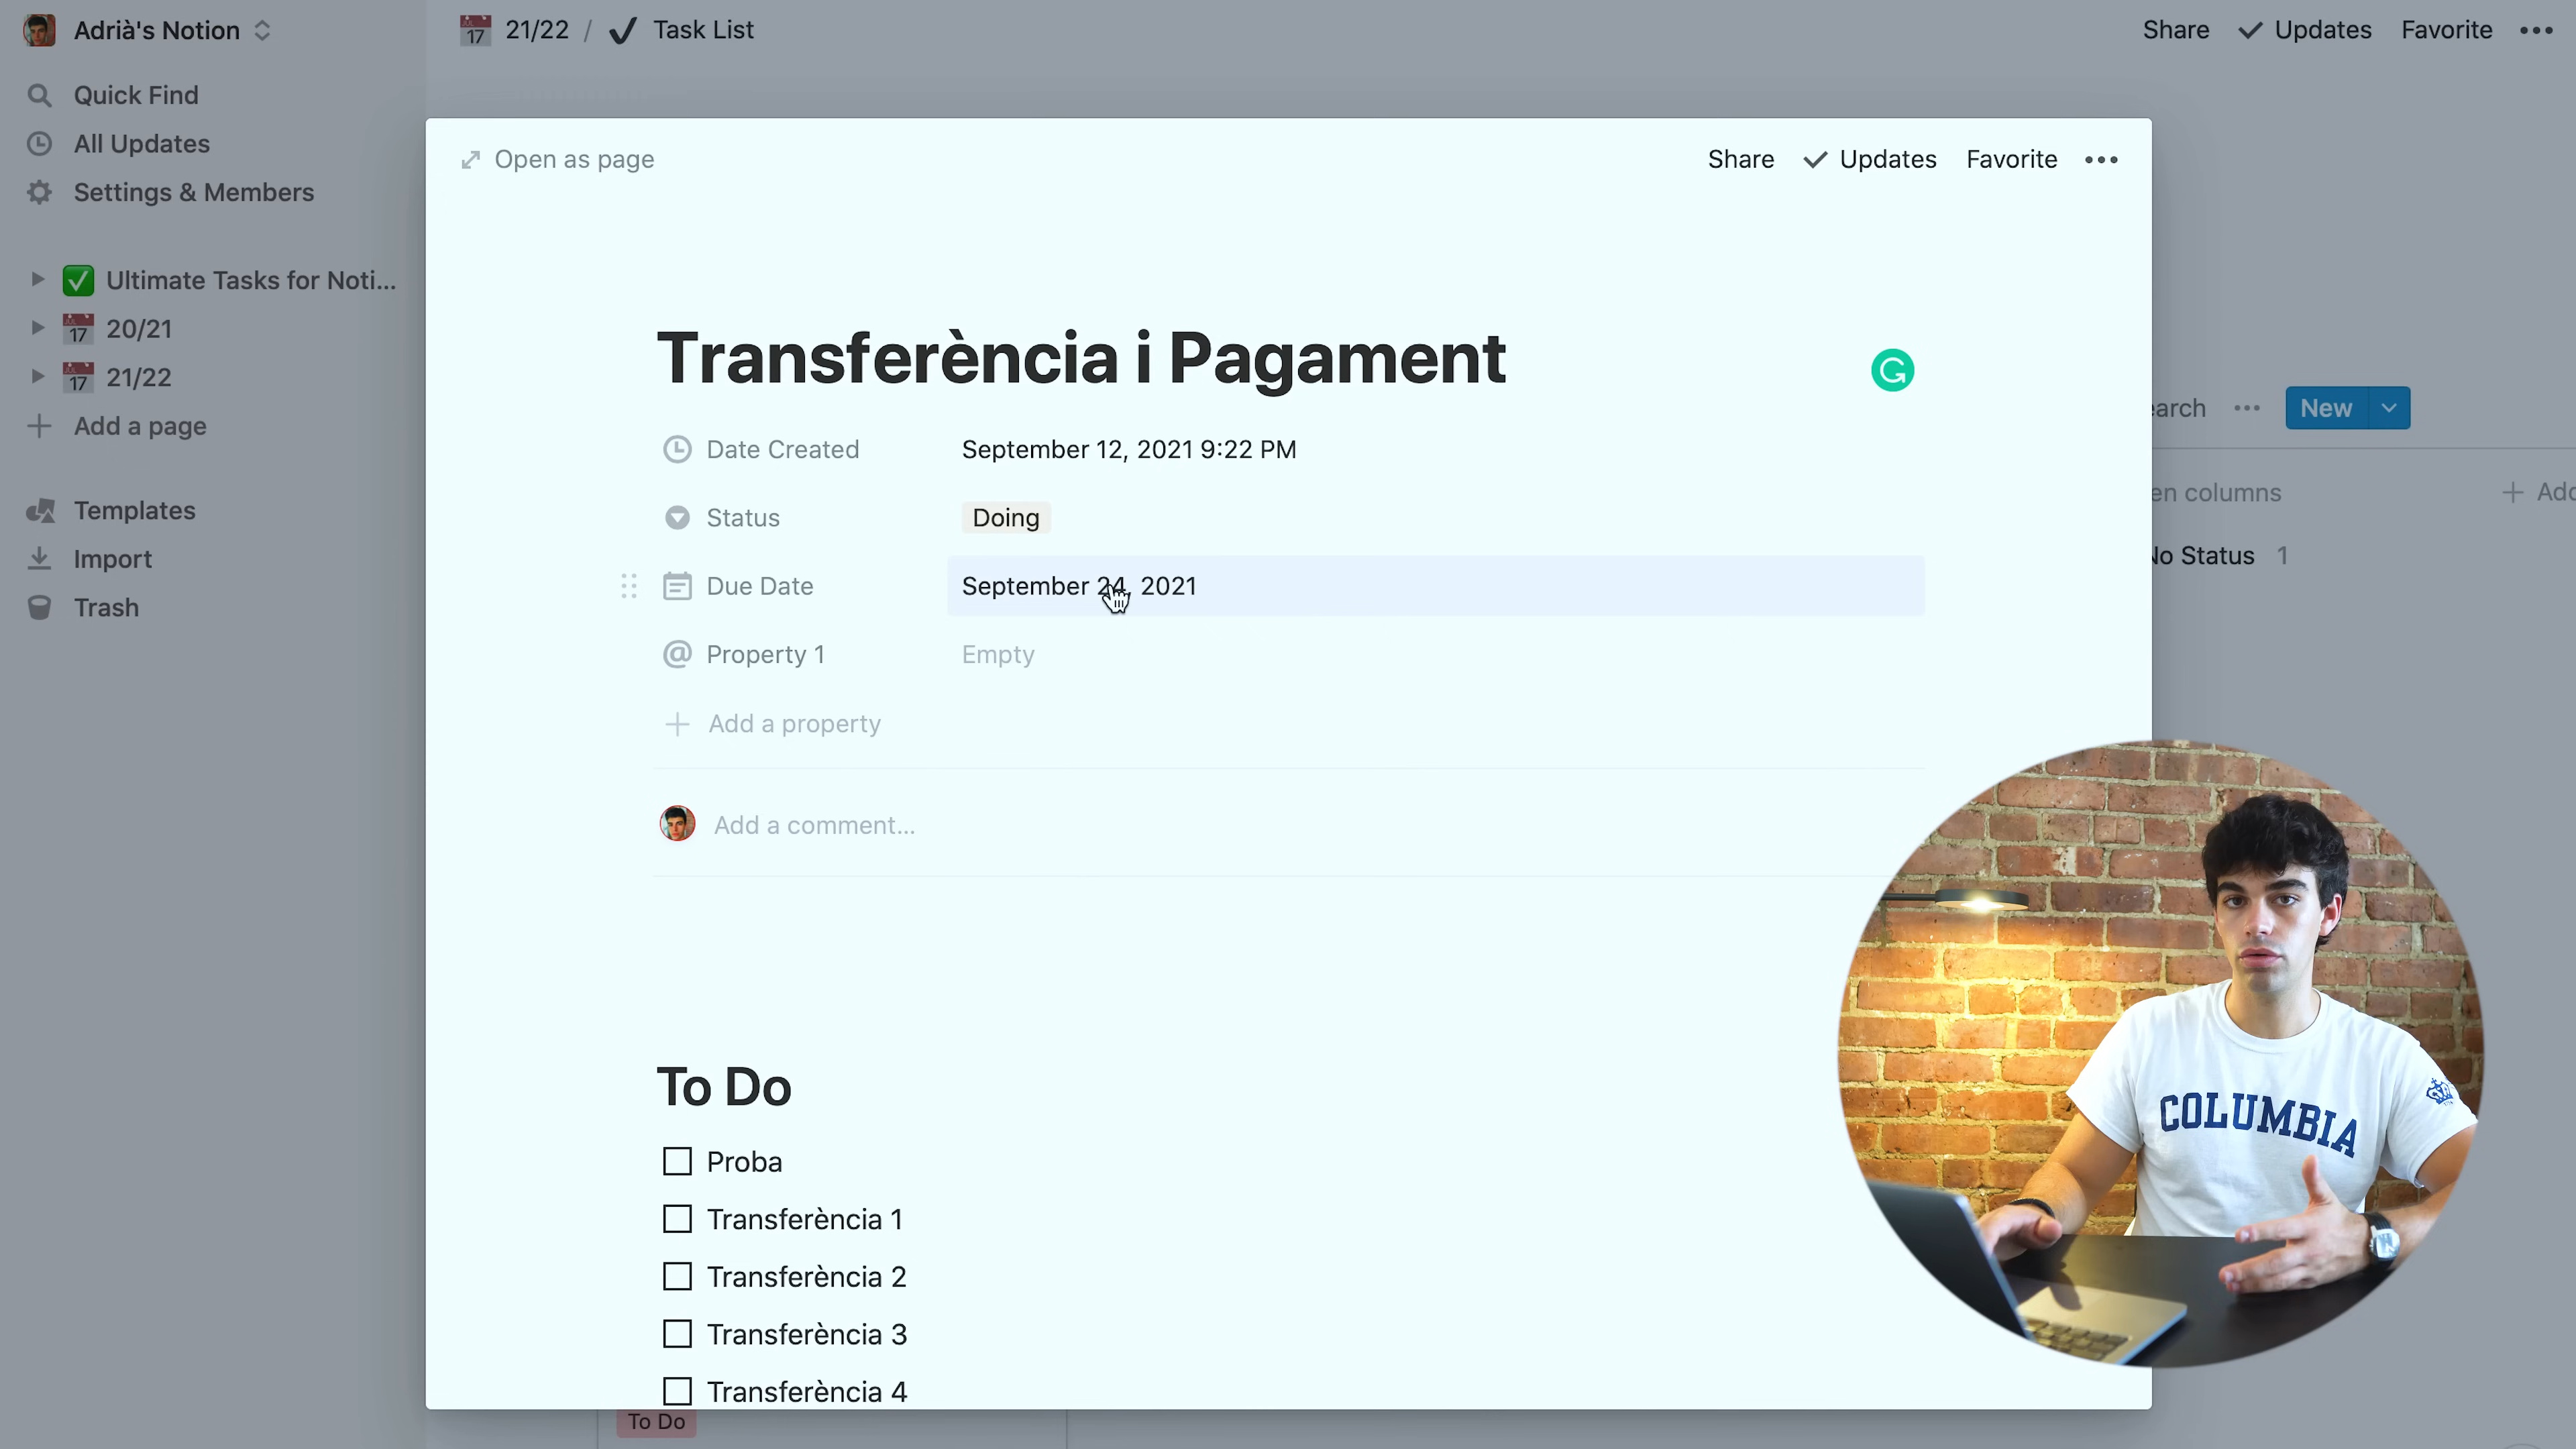 Adrià's Notion
Quick Find
All Updates
Settings & Members
Ultimate Tasks for Noti...
17 20/21
17 21/22
Add a page
Templates
Import
Trash
17 21/22 / Task List
Share Updates Favorite
Open as page
Share Updates Favorite
Transferència i Pagament
Date Created September 12, 2021 9:22 PM
Status Doing
Due Date September 24, 2021
@ Property 1 Empty
Add a property
Add a comment...
To Do
Proba
Transferència 1
Transferència 2
Transferència 3
Transferència 4
To Do
earch
New
en columns
Add
No Status 1
COLUMBIA